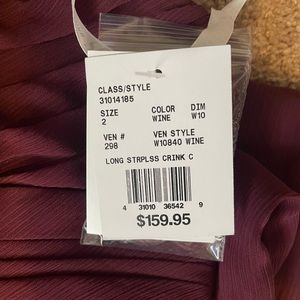 CLASS/STYLE
31014185
SIZE COLOR DIM
2 WINE W10
VEN # VEN STYLE
298 W10840 WINE
LONG STRPLSS CRINK C
4 31010 36542 9
$159.95